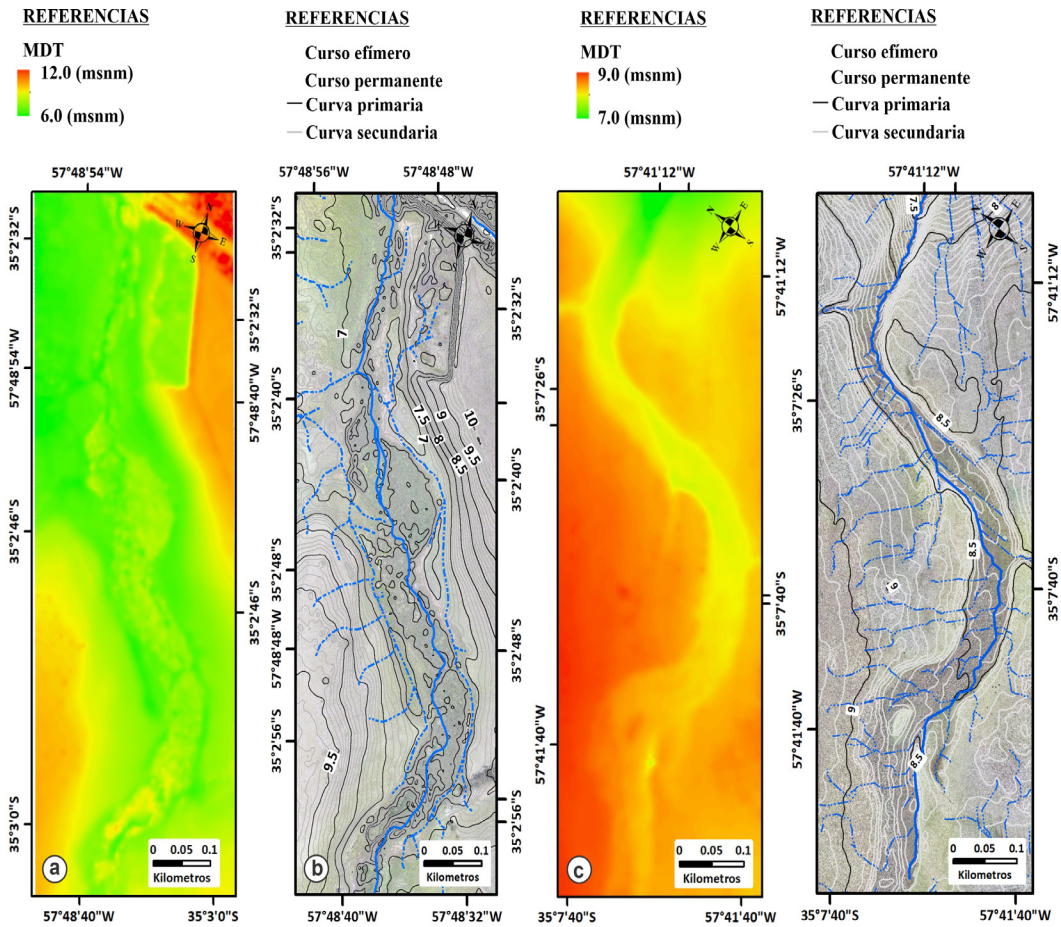 REFERENCIAS
MDT
12.0 (msnm)
6.0 (msnm)
REFERENCIAS
Curso efímero
Curso permanente
Curva primaria
Curva secundaria
REFERENCIAS
MDT
9.0 (msnm)
7.0 (msnm)
REFERENCIAS
Curso efímero
Curso permanente
Curva primaria
Curva secundaria
57°48'54"W
35°2'32"S
57°48'54"W
35°2'46"S
35°3'0"S
N
W
E
S
35°2'32"S
57°48'40"W
35°2'46"S
a
0 0.05 0.1
Kilometros
57°48'40"W
35°3'0"S
57°48'56"W
57°48'48"W
35°2'32"S
35°2'40"S
35°2'48"S
57°48'48"W
35°2'56"S
7
7.5
7
9
8
8.5
10
9.5
9.5
35°2'32"S
35°2'40"S
35°2'48"S
35°2'56"S
b
0 0.05 0.1
Kilometros
57°48'40"W
57°48'32"W
57°41'12"W
N
E
W
S
35°7'26"S
57°41'40"W
57°41'12"W
35°7'40"S
c
0 0.05 0.1
Kilometros
35°7'40"S
57°41'40"W
57°41'12"W
7.5
8
E
W
S
35°7'26"S
57°41'40"W
8.5
8.5
9
9
8.5
57°41'12"W
35°7'40"S
0 0.05 0.1
Kilometros
35°7'40"S
57°41'40"W